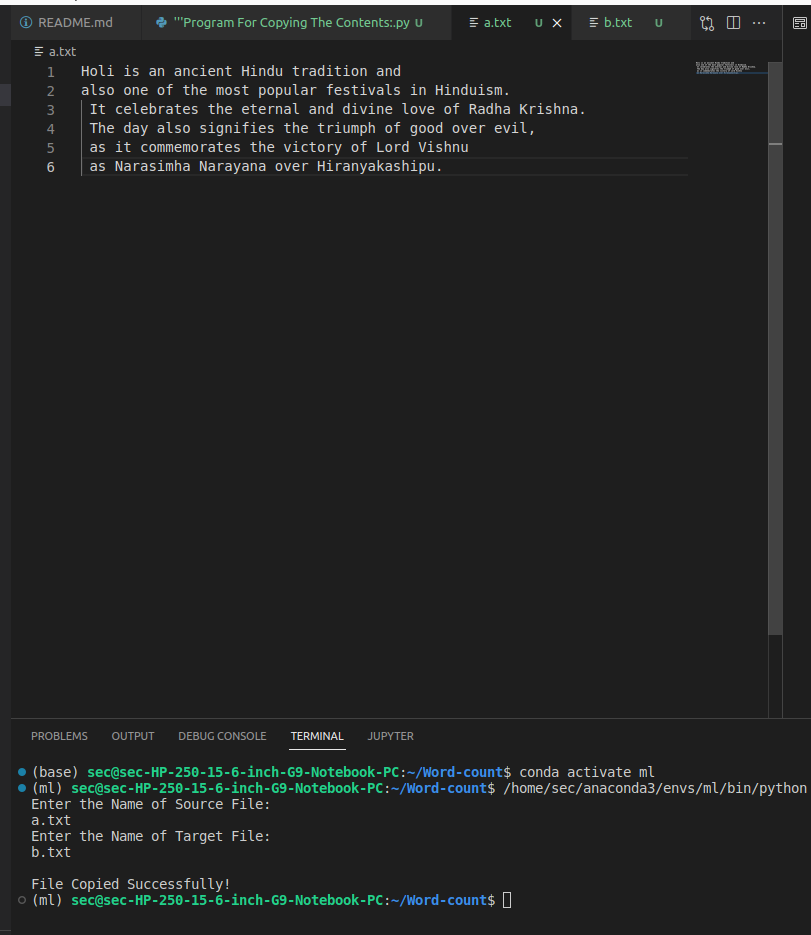 README.md
'''Program For Copying The Contents:.py U
a.txt U
b.txt U
a.txt
1 Holi is an ancient Hindu tradition and
2 also one of the most popular festivals in Hinduism.
3 It celebrates the eternal and divine love of Radha Krishna.
4 The day also signifies the triumph of good over evil,
5 as it commemorates the victory of Lord Vishnu
6 as Narasimha Narayana over Hiranyakashipu.
PROBLEMS OUTPUT DEBUG CONSOLE TERMINAL JUPYTER
(base) sec@sec-HP-250-15-6-inch-G9-Notebook-PC:~/Word-count$ conda activate ml
(ml) sec@sec-HP-250-15-6-inch-G9-Notebook-PC:~/Word-count$ /home/sec/anaconda3/envs/ml/bin/python
Enter the Name of Source File:
a.txt
Enter the Name of Target File:
b.txt
File Copied Successfully!
(ml) sec@sec-HP-250-15-6-inch-G9-Notebook-PC:~/Word-count$